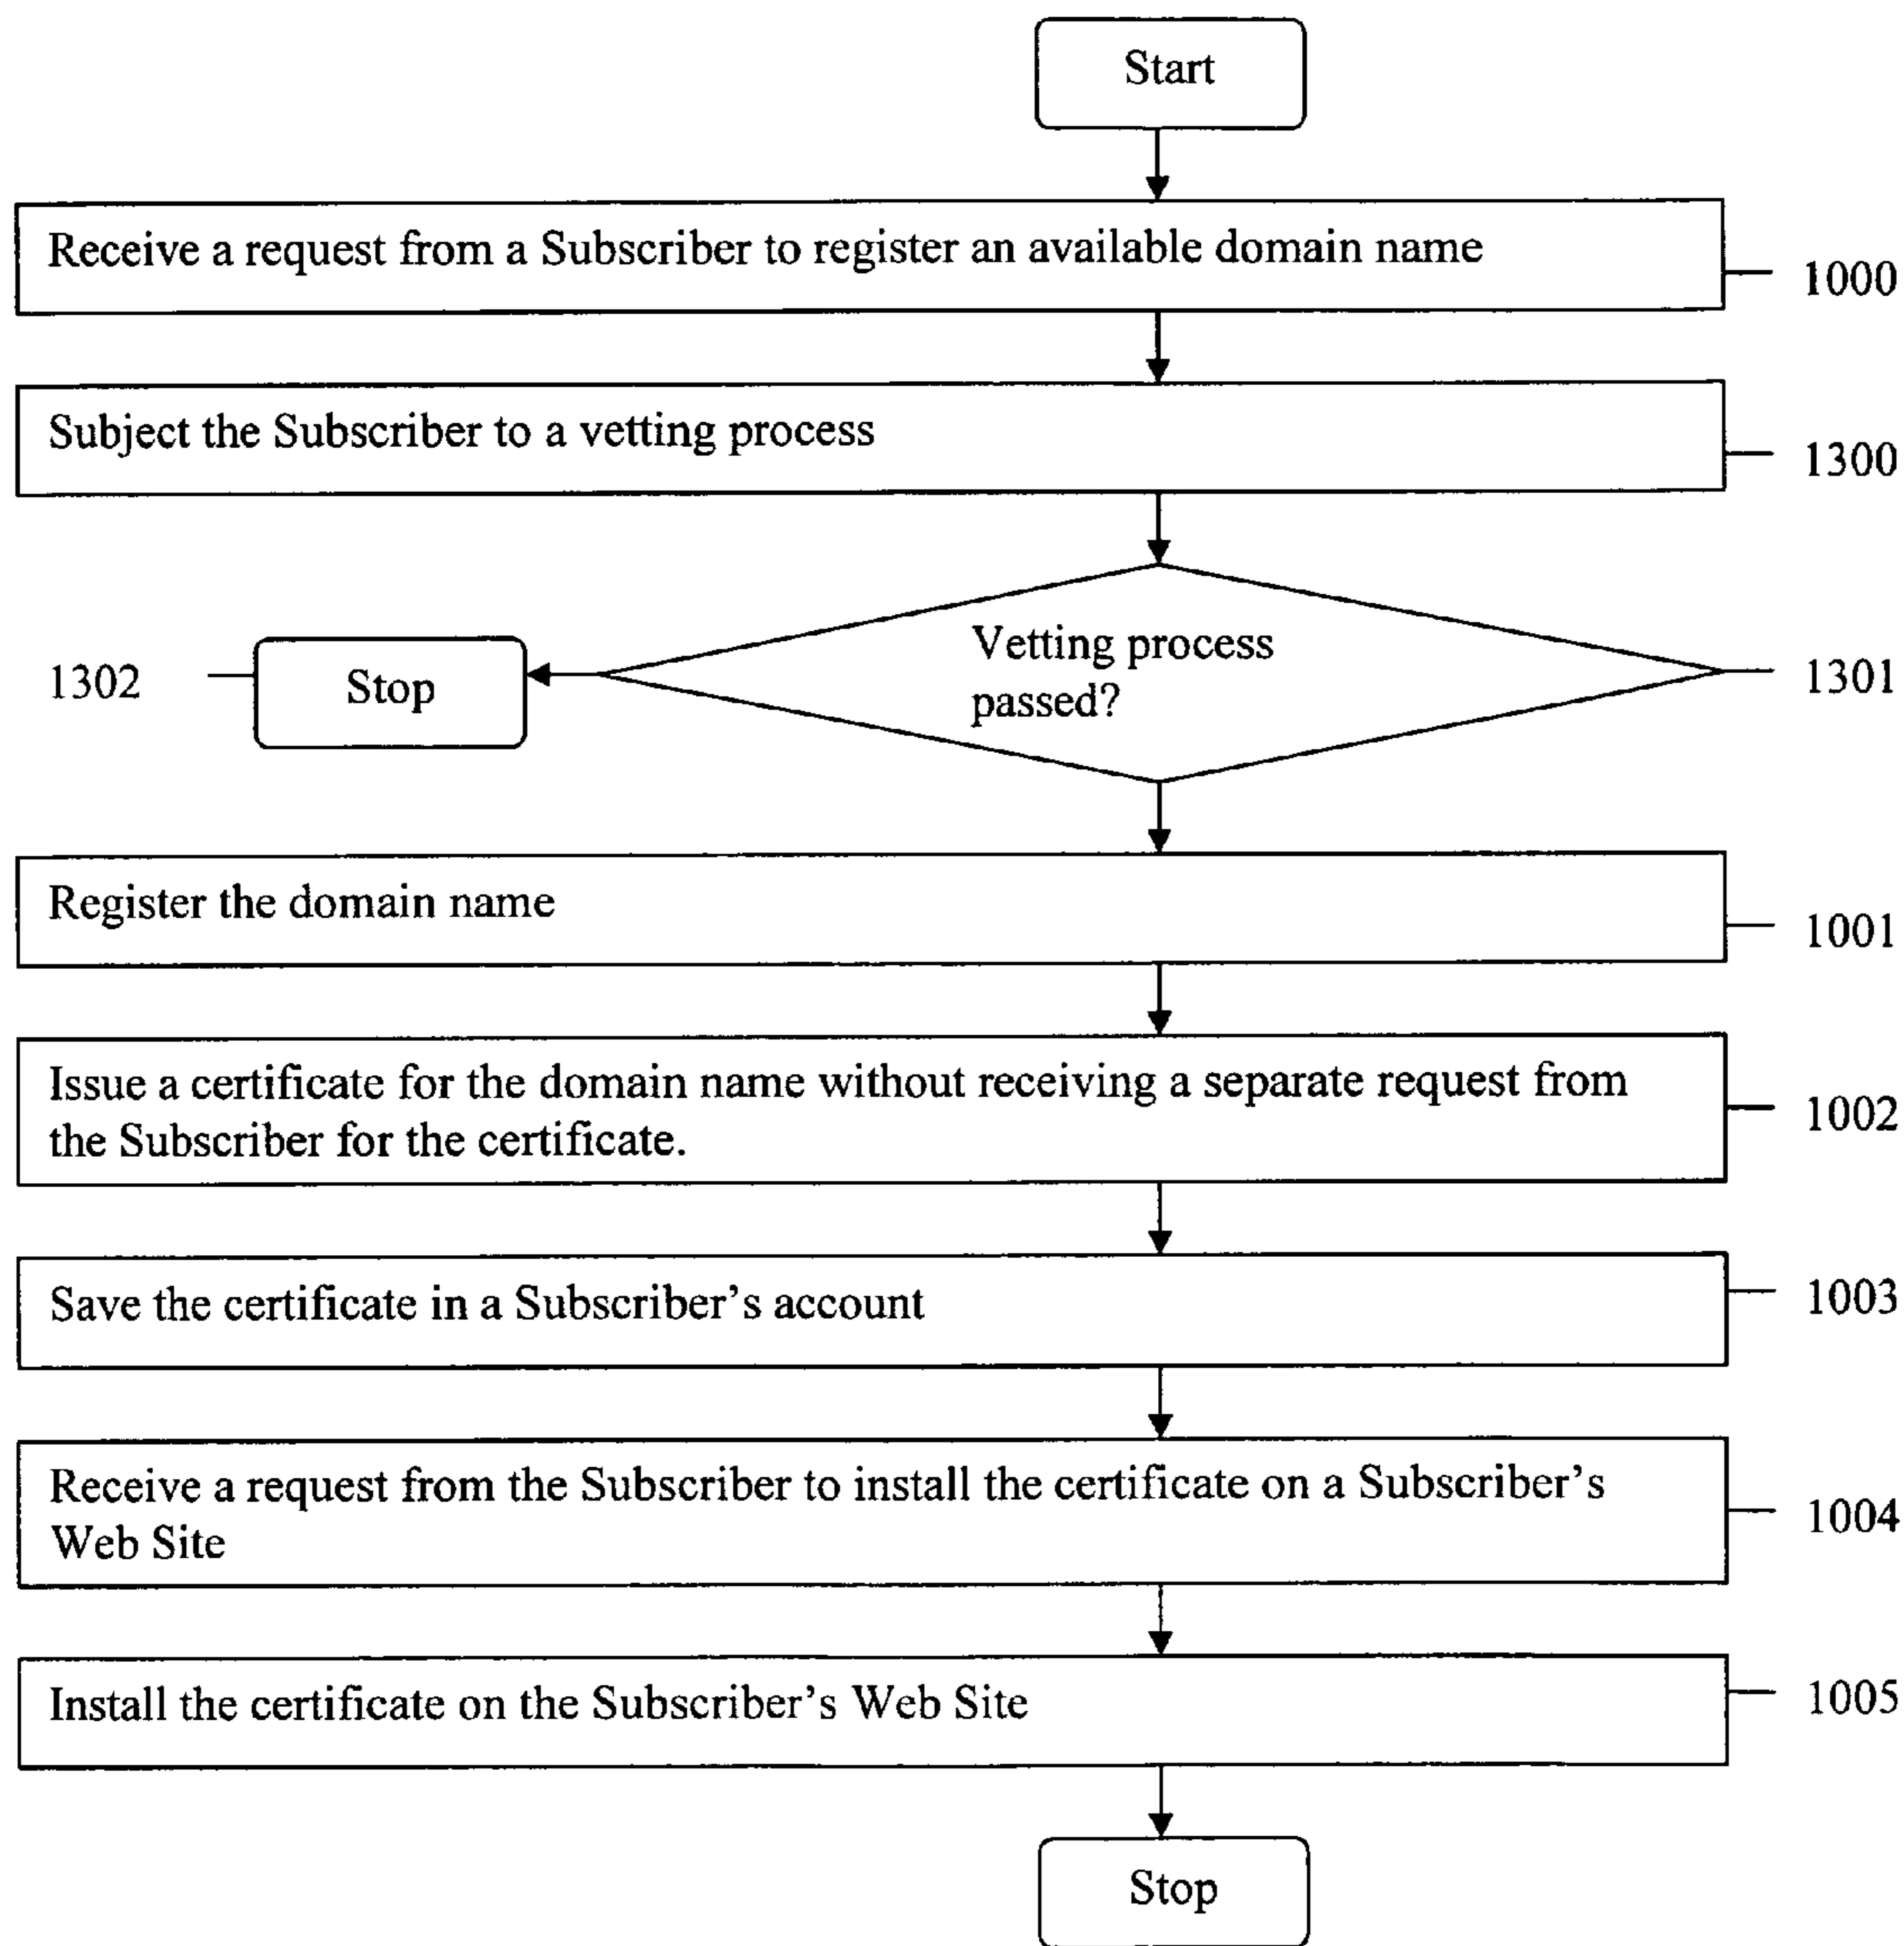 Start
Receive a request from a Subscriber to register an available domain name
1000
Subject the Subscriber to a vetting process
1300
Vetting process
passed?
1301
1302
Stop
Register the domain name
1001
Issue a certificate for the domain name without receiving a separate request from
the Subscriber for the certificate.
1002
Save the certificate in a Subscriber’s account
1003
Receive a request from the Subscriber to install the certificate on a Subscriber’s
Web Site
1004
Install the certificate on the Subscriber’s Web Site
1005
Stop